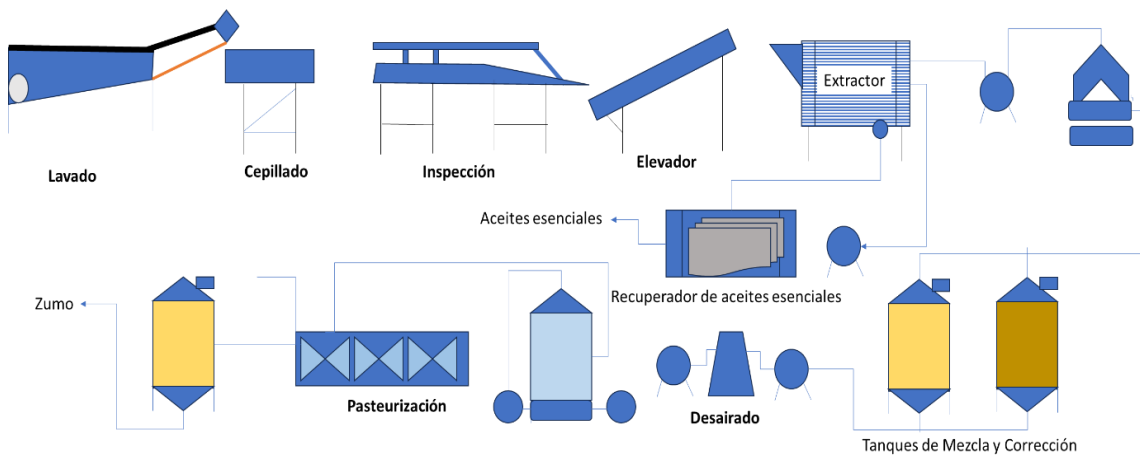 Extractor
Lavado
Cepillado
Inspección
Elevador
Aceites esenciales
Recuperador de aceites esenciales
Zumo
Pasteurización
Desairado
Tanques de Mezcla y Corrección